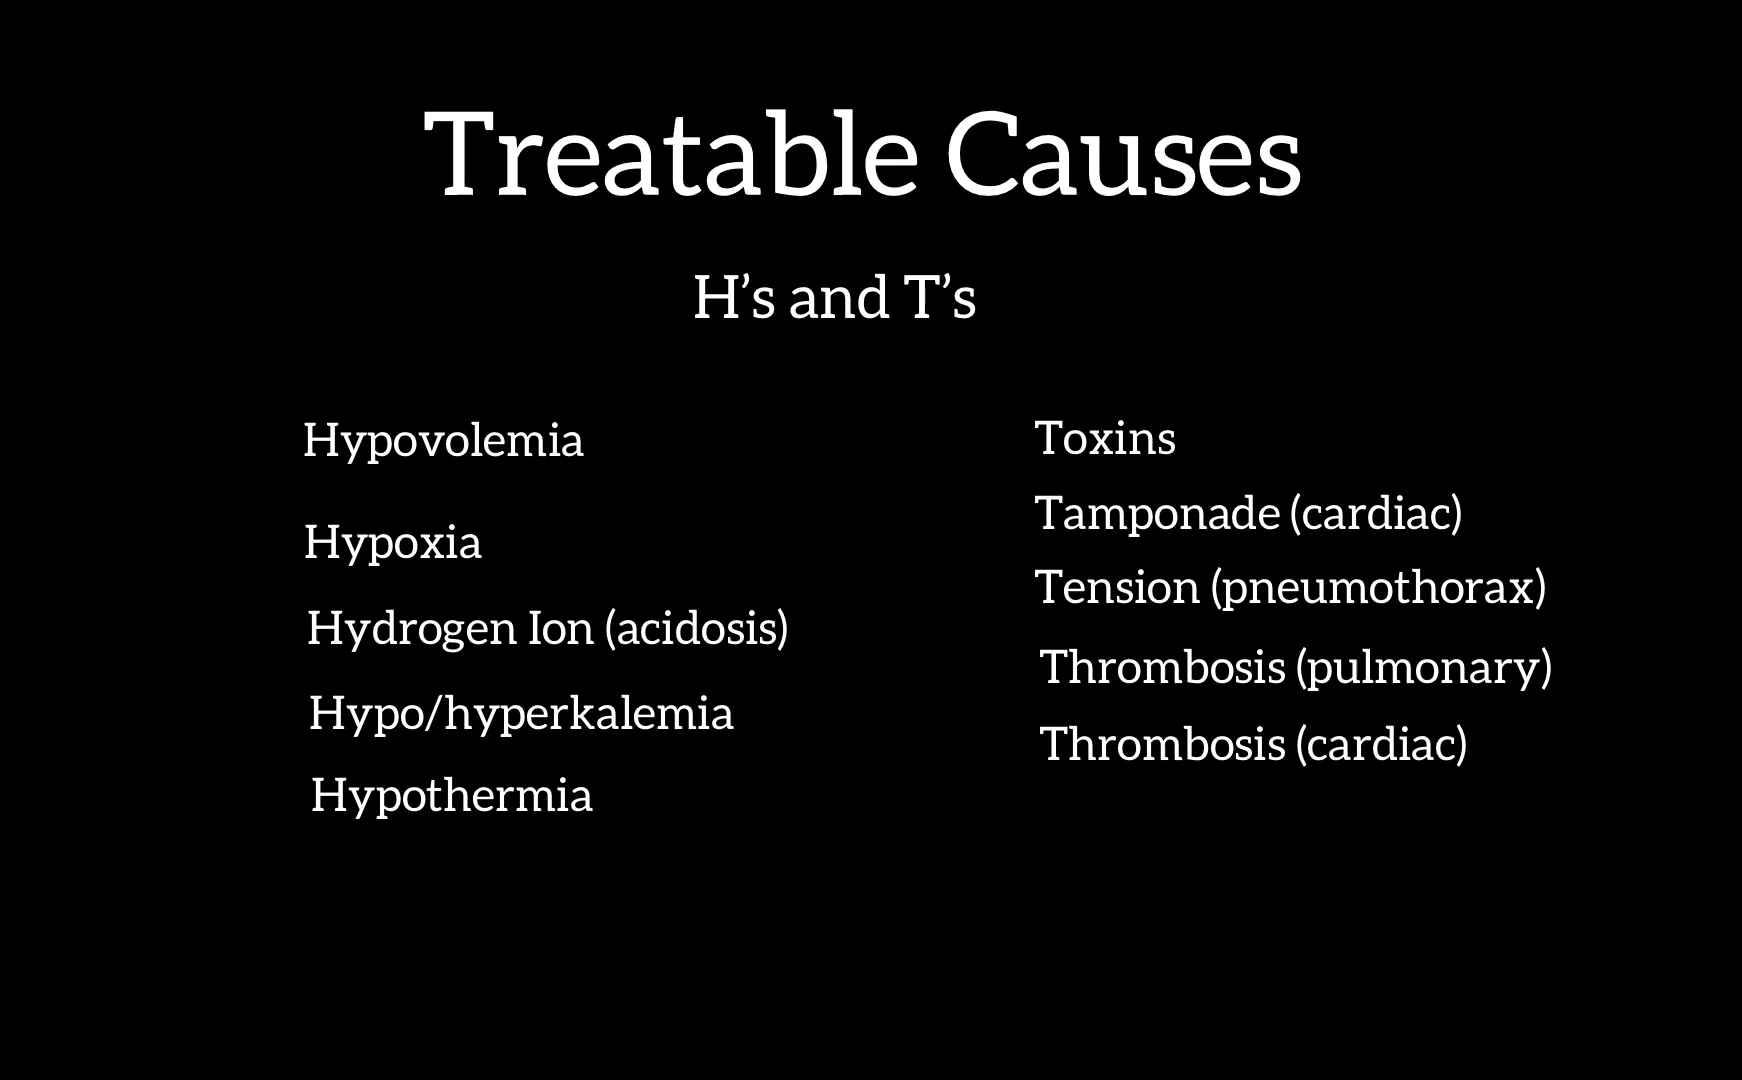 Treatable Causes
H’s and T’s
Hypovolemia
Hypoxia
Hydrogen Ion (acidosis)
Hypo/hyperkalemia
Hypothermia
Toxins
Tamponade (cardiac)
Tension (pneumothorax)
Thrombosis (pulmonary)
Thrombosis (cardiac)